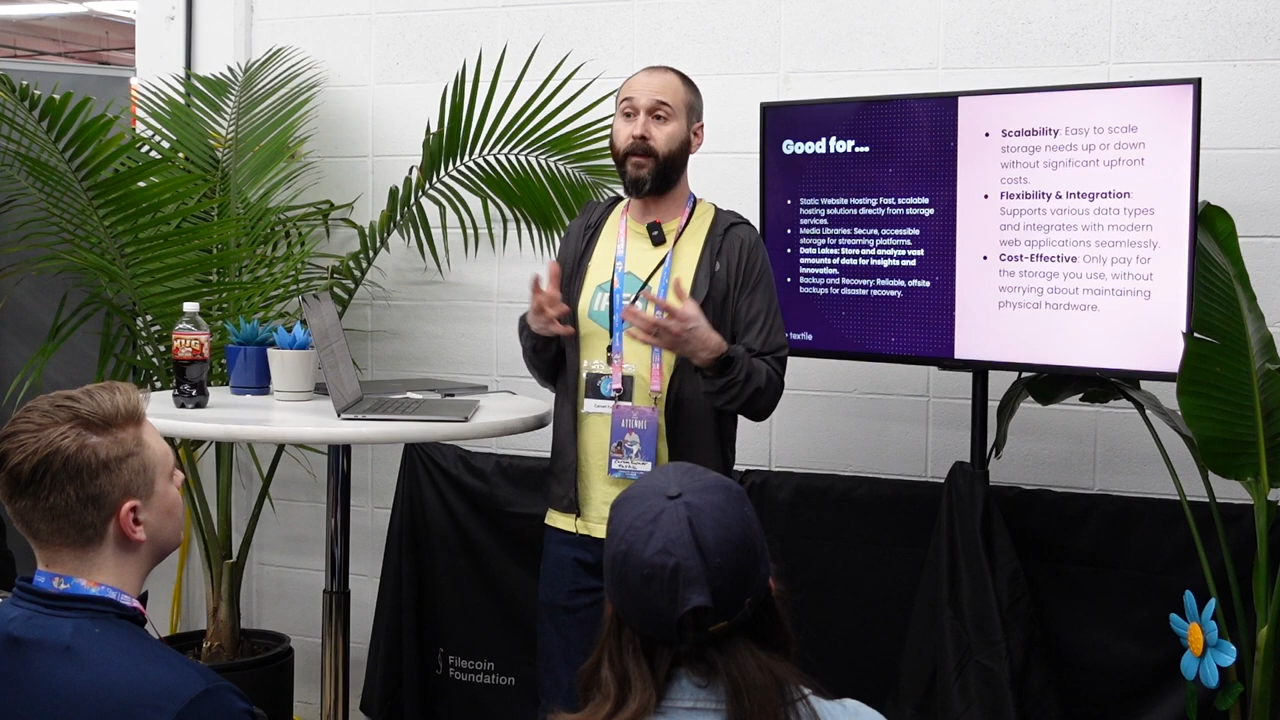 Good for...
• Static Website Hosting: Fast, scalable
hosting solutions directly from storage
services.
• Media Libraries: Secure, accessible
storage for streaming platforms.
• Data Lakes: Store and analyze vast
amounts of data for insights and
innovation.
• Backup and Recovery: Reliable, offsite
backups for disaster recovery.
textile
• Scalability: Easy to scale
storage needs up or down
without significant upfront
costs.
• Flexibility & Integration:
Supports various data types
and integrates with modern
web applications seamlessly.
• Cost-Effective: Only pay for
the storage you use, without
worrying about maintaining
physical hardware.
MUG
ATTENDEE
Filecoin
Foundation